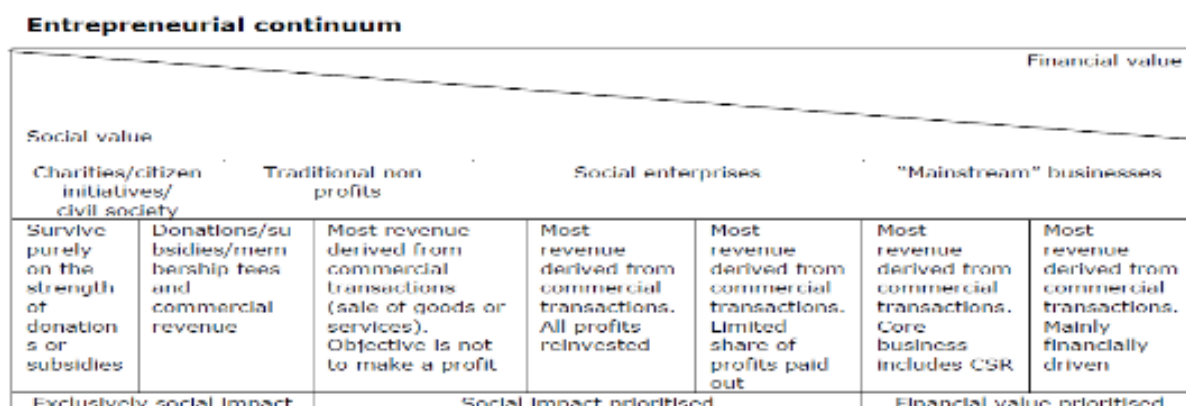 Entrepreneurial continuum
Financial value
Social value
Charities/citizen
initiatives/
civil society
Traditional non
profits
Social enterprises
"Mainstream" businesses
Survive
purely
on the
strength
of
donation
s or
subsidies
Donations/su
bsidies/mem
bership fees
and
commercial
revenue
Most revenue
derived from
commercial
transactions
(sale of goods or
services).
Objective is not
to make a profit
Most
revenue
derived from
commercial
transactions.
All profits
reinvested
Most
revenue
derived from
commercial
transactions.
Limited
share of
profits paid
out
Most
revenue
derived from
commercial
transactions.
Core
business
includes CSR
Most
revenue
derived from
commercial
transactions.
Mainly
financially
driven
Exclusively social impact
Social impact prioritised
Financial value prioritised